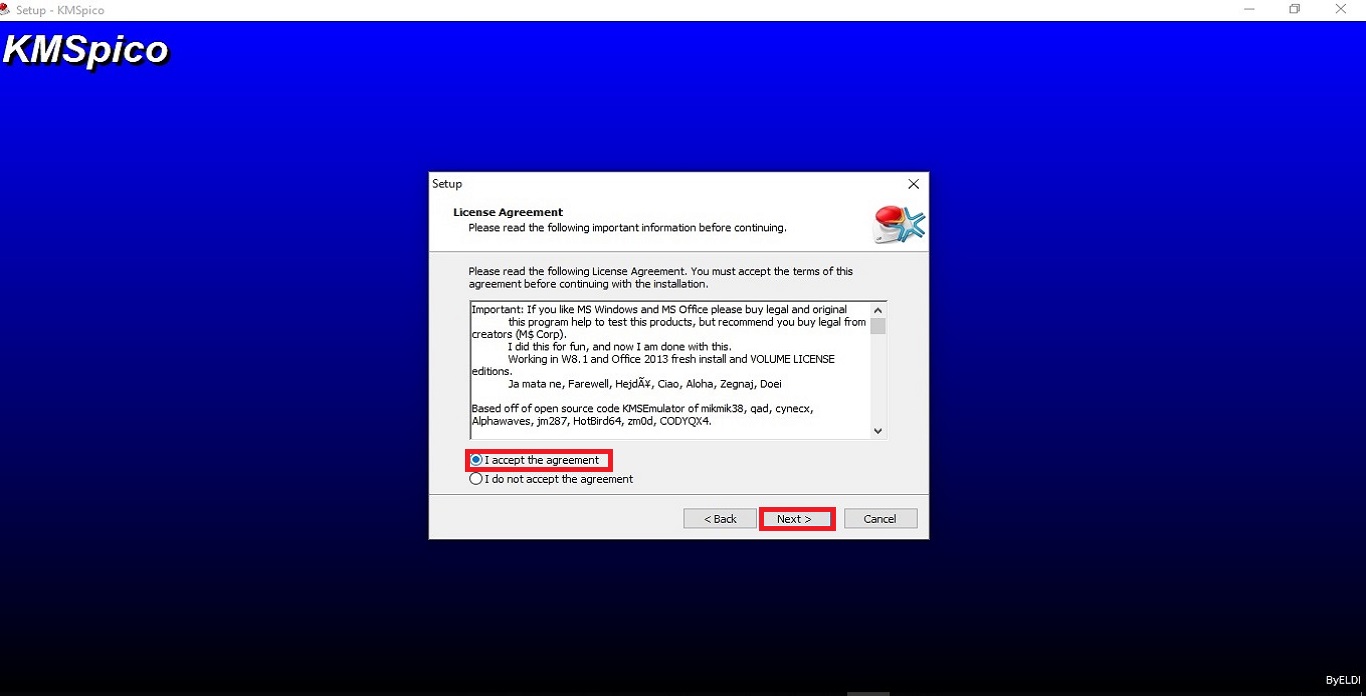 Setup - KMSpico
KMSpico
Setup
License Agreement
Please read the following important information before continuing.
Please read the following License Agreement. You must accept the terms of this
agreement before continuing with the installation.
Important: If you like MS Windows and MS Office please buy legal and original
this program help to test this products, but recommend you buy legal from
creators (M$ Corp).
I did this for fun, and now I am done with this.
Working in W8.1 and Office 2013 fresh install and VOLUME LICENSE
editions.
Ja mata ne, Farewell, HejdÃ¥, Ciao, Aloha, Zegnaj, Doei
Based off of open source code KMSEmulator of mikmik38, qad, cynecx,
Alphawaves, jm287, HotBird64, zm0d, CODYQX4.
I accept the agreement
I do not accept the agreement
< Back
Next >
Cancel
ByELDI